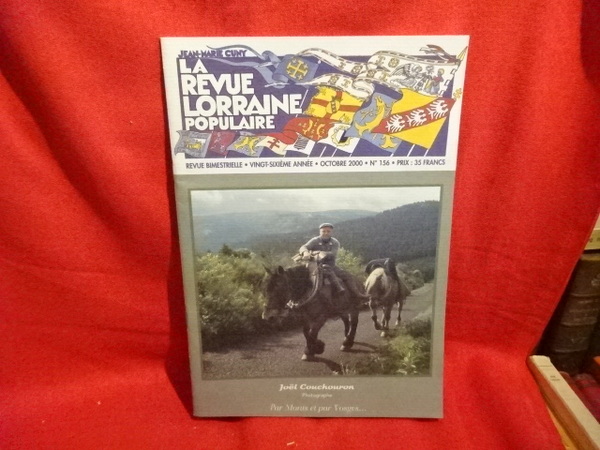 JEAN-MARIE CUNY
LA
REVUE
LORRAINE
POPULAIRE
REVUE BIMESTRIELLE • VINGT-SIXIÈME ANNÉE • OCTOBRE 2000 • N° 156 • PRIX : 35 FRANCS
Joël Couchouron
Photographe
Par Monts et par Vosges...